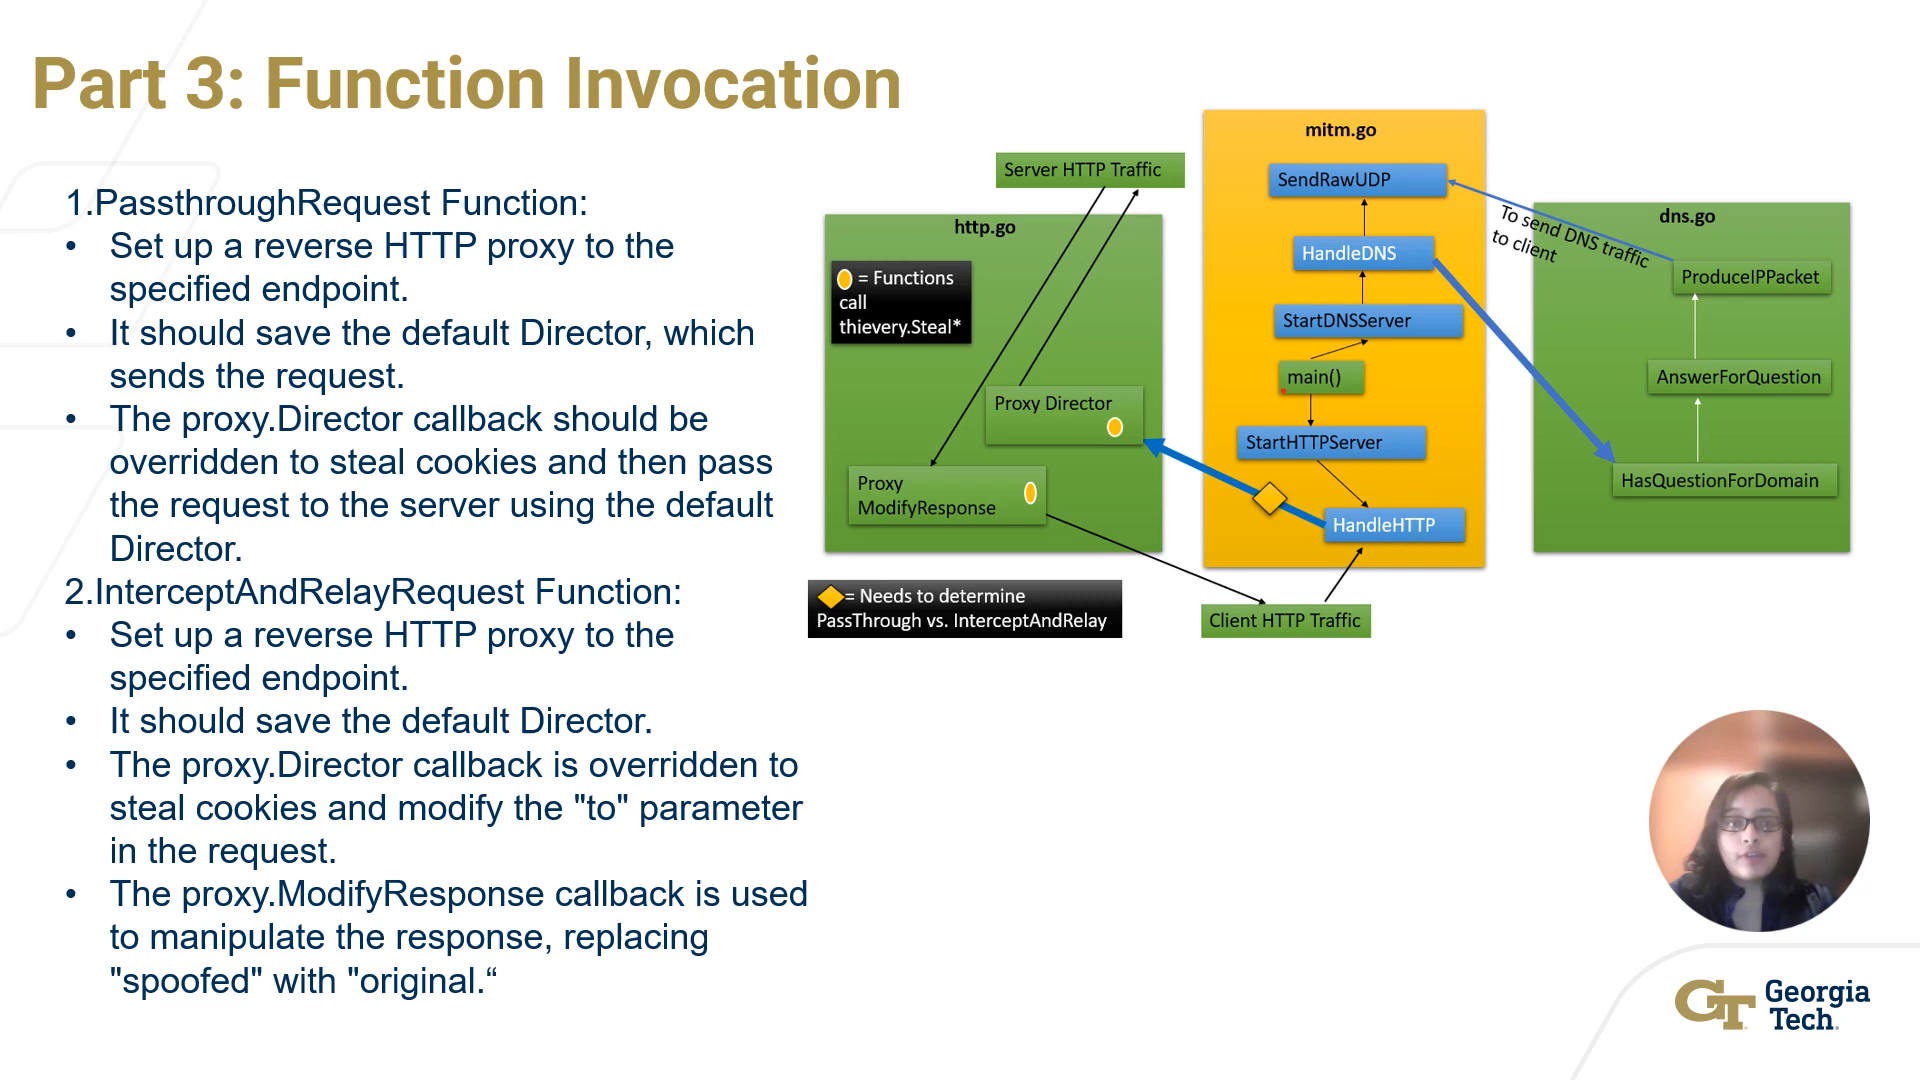 Part 3: Function Invocation
1.PassthroughRequest Function:
• Set up a reverse HTTP proxy to the
specified endpoint.
• It should save the default Director, which
sends the request.
• The proxy.Director callback should be
overridden to steal cookies and then pass
the request to the server using the default
Director.
2.InterceptAndRelayRequest Function:
• Set up a reverse HTTP proxy to the
specified endpoint.
• It should save the default Director.
• The proxy.Director callback is overridden to
steal cookies and modify the "to" parameter
in the request.
• The proxy.ModifyResponse callback is used
to manipulate the response, replacing
"spoofed" with "original.“
Server HTTP Traffic
http.go
= Functions
call
thievery.Steal*
Proxy Director
Proxy
ModifyResponse
= Needs to determine
PassThrough vs. InterceptAndRelay
mitm.go
SendRawUDP
HandleDNS
StartDNSServer
main()
StartHTTPServer
HandleHTTP
Client HTTP Traffic
To send DNS traffic
to client
dns.go
ProduceIPPacket
AnswerForQuestion
HasQuestionForDomain
GT Georgia
Tech.